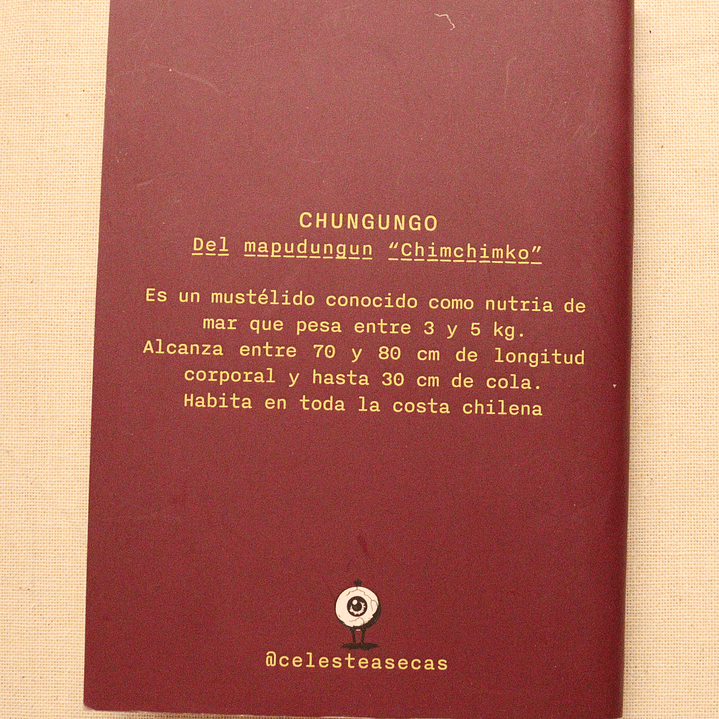 CHUNGUNGO
Del mapudungun “Chimchimko”
Es un mustélido conocido como nutria de
mar que pesa entre 3 y 5 kg.
Alcanza entre 70 y 80 cm de longitud
corporal y hasta 30 cm de cola.
Habita en toda la costa chilena
@celesteasecas